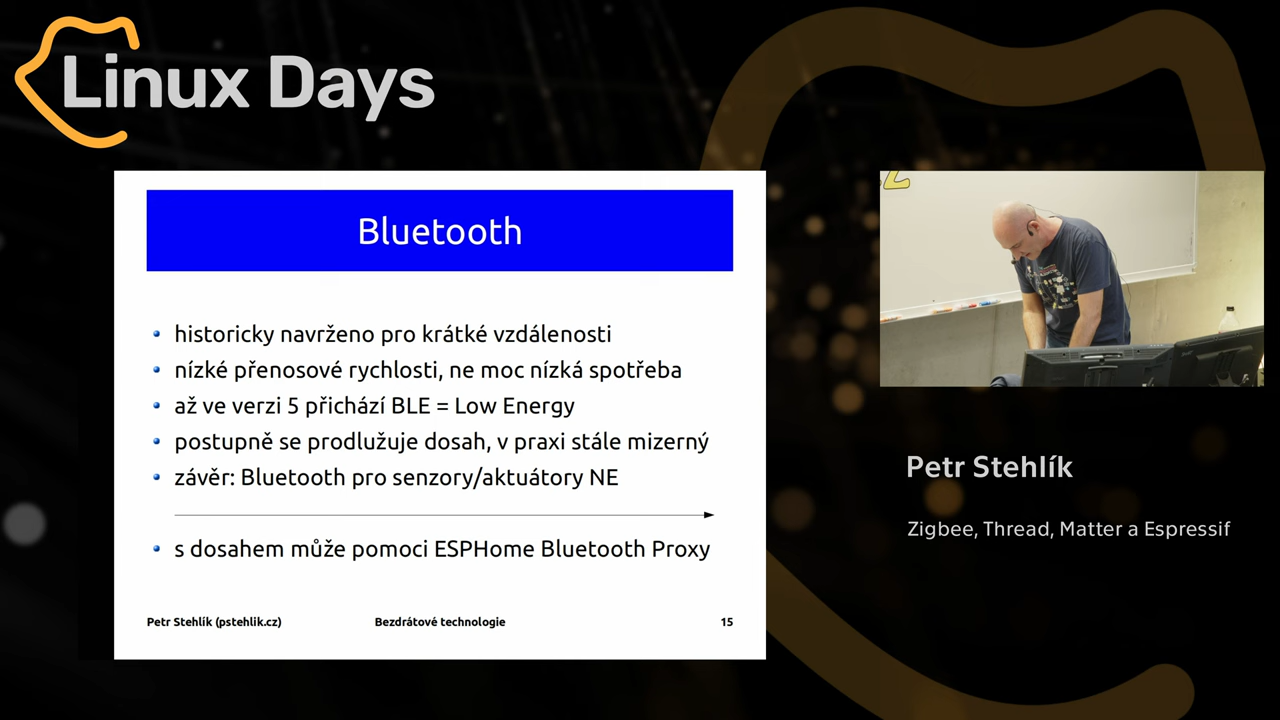 Linux Days
Bluetooth
historicky navrženo pro krátké vzdálenosti
nízké přenosové rychlosti, ne moc nízká spotřeba
až ve verzi 5 přichází BLE = Low Energy
postupně se prodlužuje dosah, v praxi stále mizerný
závěr: Bluetooth pro senzory/aktuátory NE
s dosahem může pomoci ESPHome Bluetooth Proxy
Petr Stehlík (pstehlik.cz)
Bezdrátové technologie
15
Petr Stehlík
Zigbee, Thread, Matter a Espressif